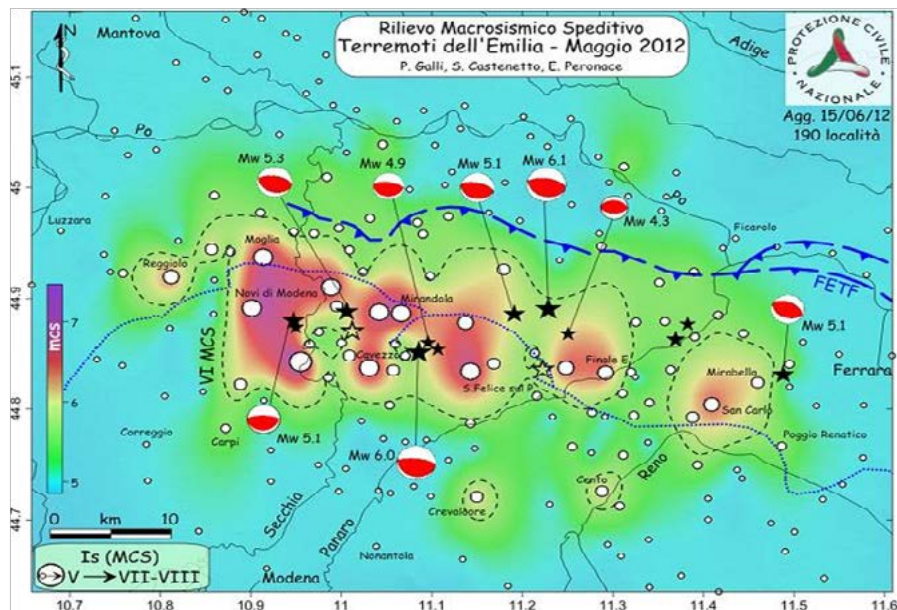 Rilievo Macrosismico Speditivo
Terremoti dell'Emilia - Maggio 2012
P. Galli, S. Castenetto, E. Peronace
PROTEZIONE CIVILE
NAZIONALE
Agg. 15/06/12
190 località
N
Mantova
Adige
Po
Mw 5.3
Mw 4.9
Mw 5.1
Mw 6.1
Mw 4.3
Po
Luzzara
Ficarolo
Moglia
Reggiolo
FETF
Novi di Modena
Mirandola
Mw 5.1
VI MCS
Cavezzo
Finale E.
Mirabella
Ferrara
S.Felice sul P.
San Carlo
Correggio
Carpi
Mw 5.1
Poggio Renatico
Mw 6.0
Reno
Cento
Crevalcore
Secchia
Panaro
Nonantola
Modena
mcs
7
6
5
0 km 10
Is (MCS)
V VII-VIII
45.1
45
44.9
44.8
44.7
10.7 10.8 10.9 11 11.1 11.2 11.3 11.4 11.5 11.6